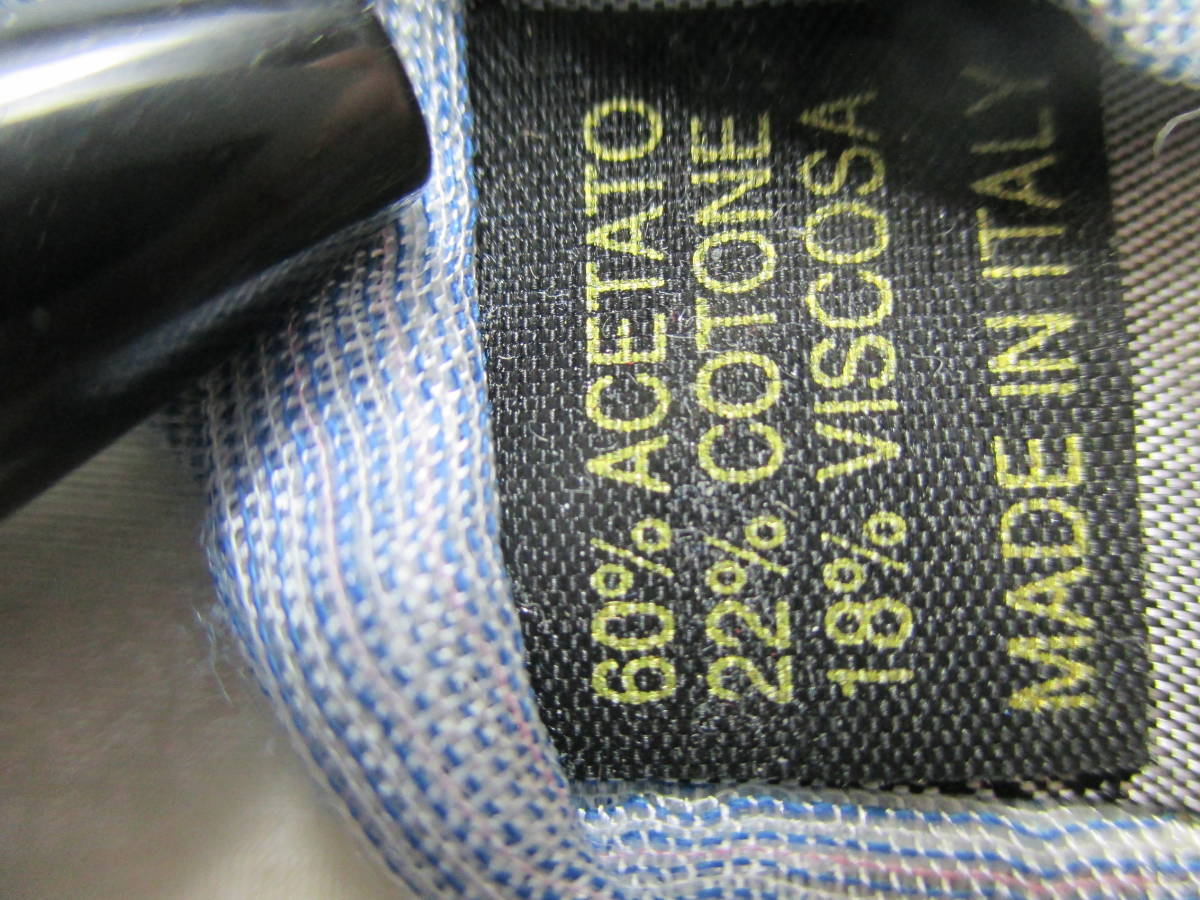 60% ACETATO
22% COTONE
18% VISCOSA
MADE IN ITALY